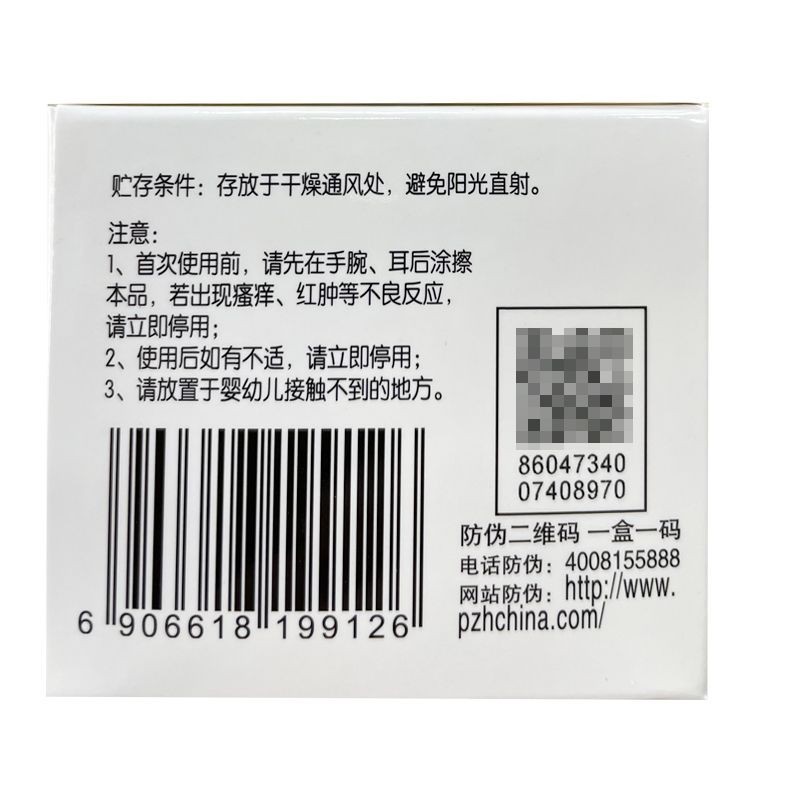 贮存条件：存放于干燥通风处，避免阳光直射。
注意：
1、首次使用前，请先在手腕、耳后涂擦
本品，若出现瘙痒、红肿等不良反应，
请立即停用；
2、使用后如有不适，请立即停用；
3、请放置于婴幼儿接触不到的地方。
6 906618 199126
86047340
07408970
防伪二维码 一盒一码
电话防伪：4008155888
网站防伪：http://www.
pzhchina.com/